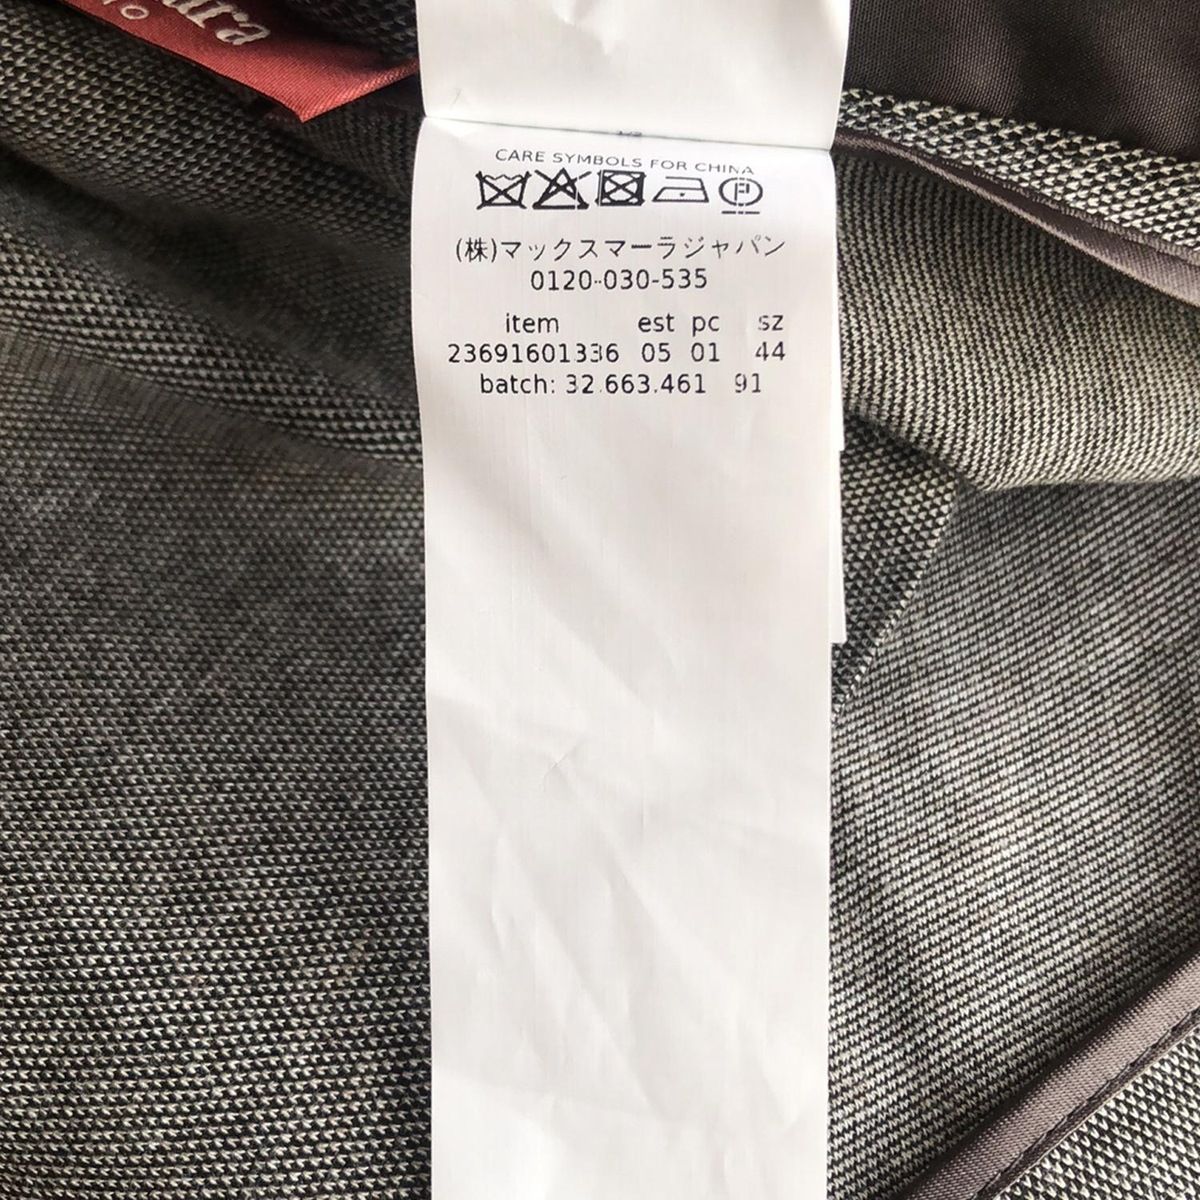 CARE SYMBOLS FOR CHINA
P
(株)マックスマーラジャパン
0120-030-535
item est pc sz
23691601336 05 01 44
batch: 32.663.461 91